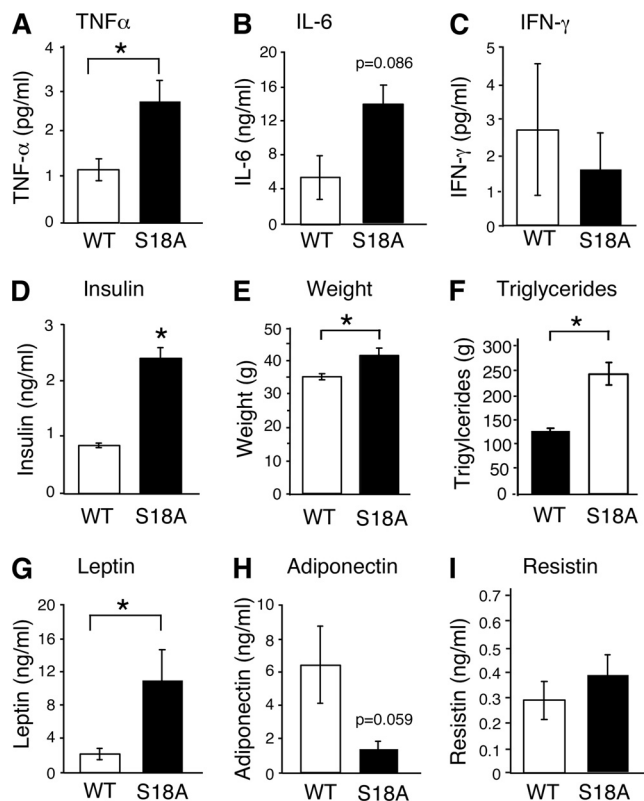 A TNFα
TNF-α (pg/ml)
4
3
2
1
0
*
WT S18A
B IL-6
IL-6 (ng/ml)
20
16
12
8
4
0
p=0.086
WT S18A
C IFN-γ
IFN-γ (pg/ml)
5
4
3
2
1
0
WT S18A
D Insulin
Insulin (ng/ml)
3
2
1
0
*
WT S18A
E Weight
Weight (g)
50
40
30
20
10
0
*
WT S18A
F Triglycerides
Trigylcerides (g)
300
250
200
150
100
50
0
*
WT S18A
G Leptin
Leptin (ng/ml)
20
16
12
8
4
0
*
WT S18A
H Adiponectin
Adiponectin (ng/ml)
10
8
6
4
2
0
p=0.059
WT S18A
I Resistin
Resistin (ng/ml)
0.7
0.6
0.5
0.4
0.3
0.2
0.1
0
WT S18A